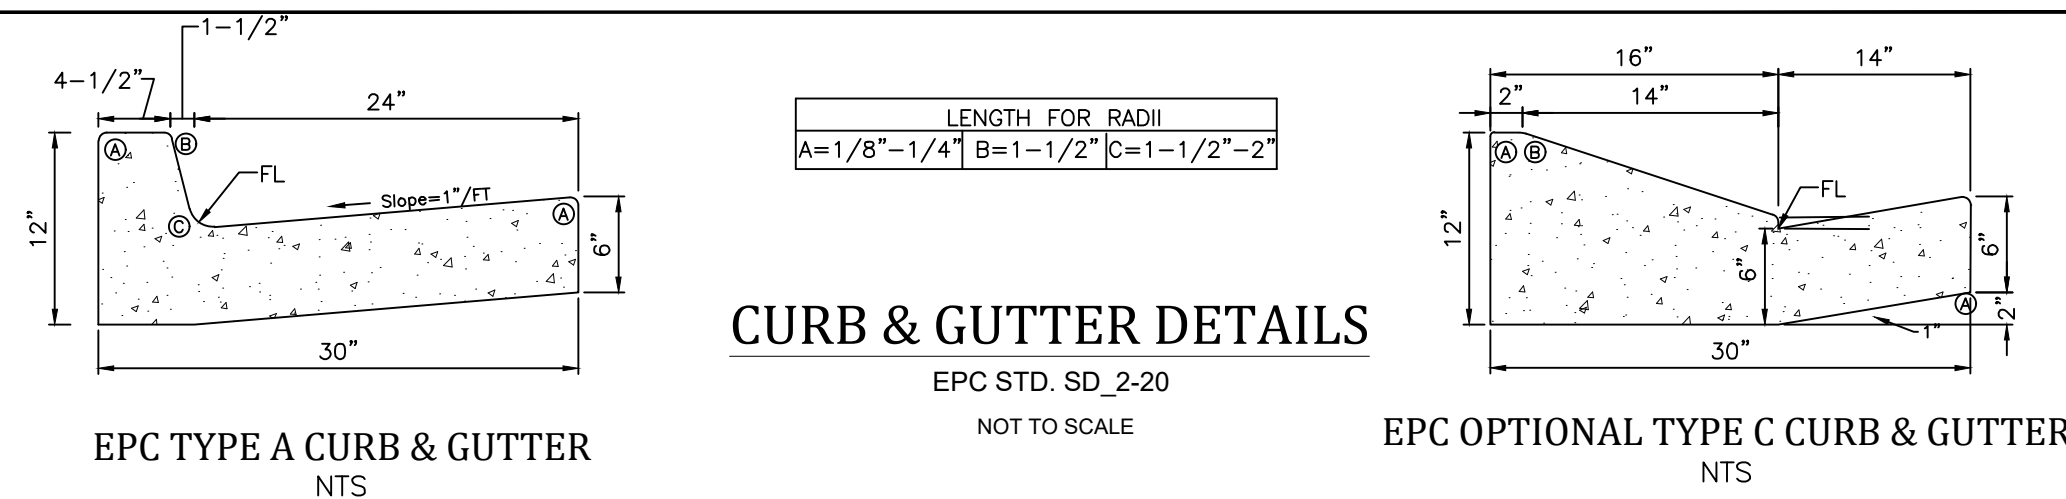 1-1/2"
4-1/2"
24"
A
B
FL
Slope=1"/FT
C
A
12"
6"
30"
EPC TYPE A CURB & GUTTER
NTS
LENGTH FOR RADII
A=1/8"-1/4" B=1-1/2" C=1-1/2"-2"
CURB & GUTTER DETAILS
EPC STD. SD_2-20
NOT TO SCALE
16"
14"
2"
14"
A
B
FL
12"
6"
6"
A
2"
1"
30"
EPC OPTIONAL TYPE C CURB & GUTTER
NTS